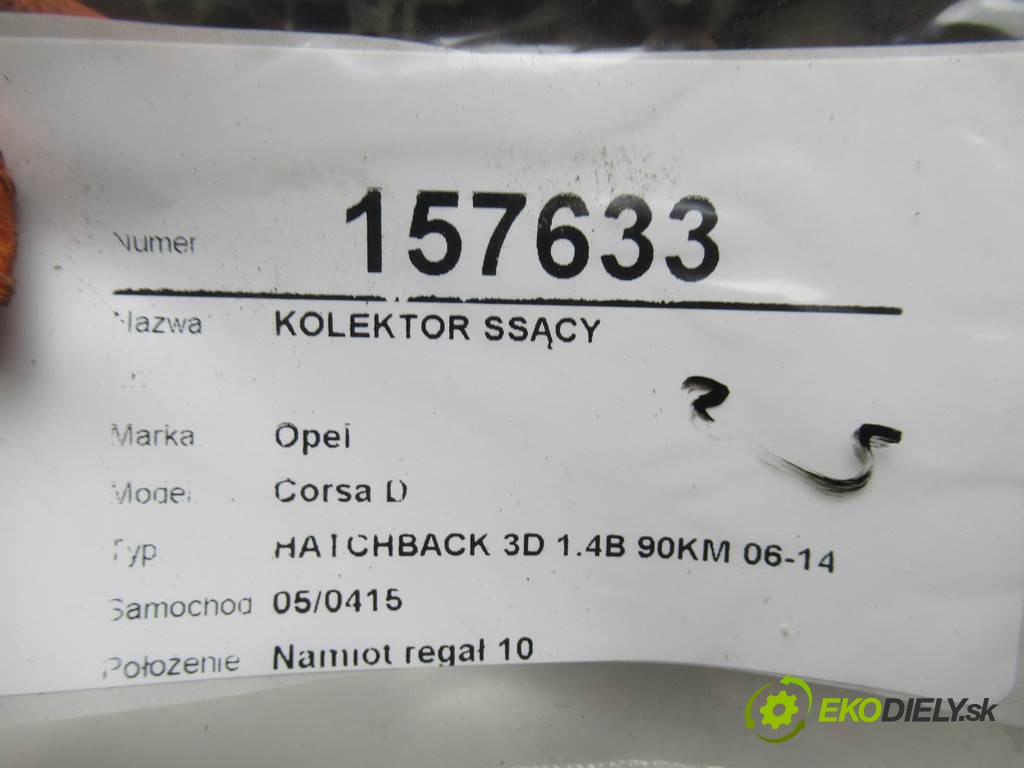 Numer 157633
Nazwa KOLEKTOR SSĄCY
Marka Opel
Model Corsa D
Typ HATCHBACK 3D 1.4B 90KM 06-14
Samochod 05/0415
Położenie Namiot regał 10
EKODIELY.sk